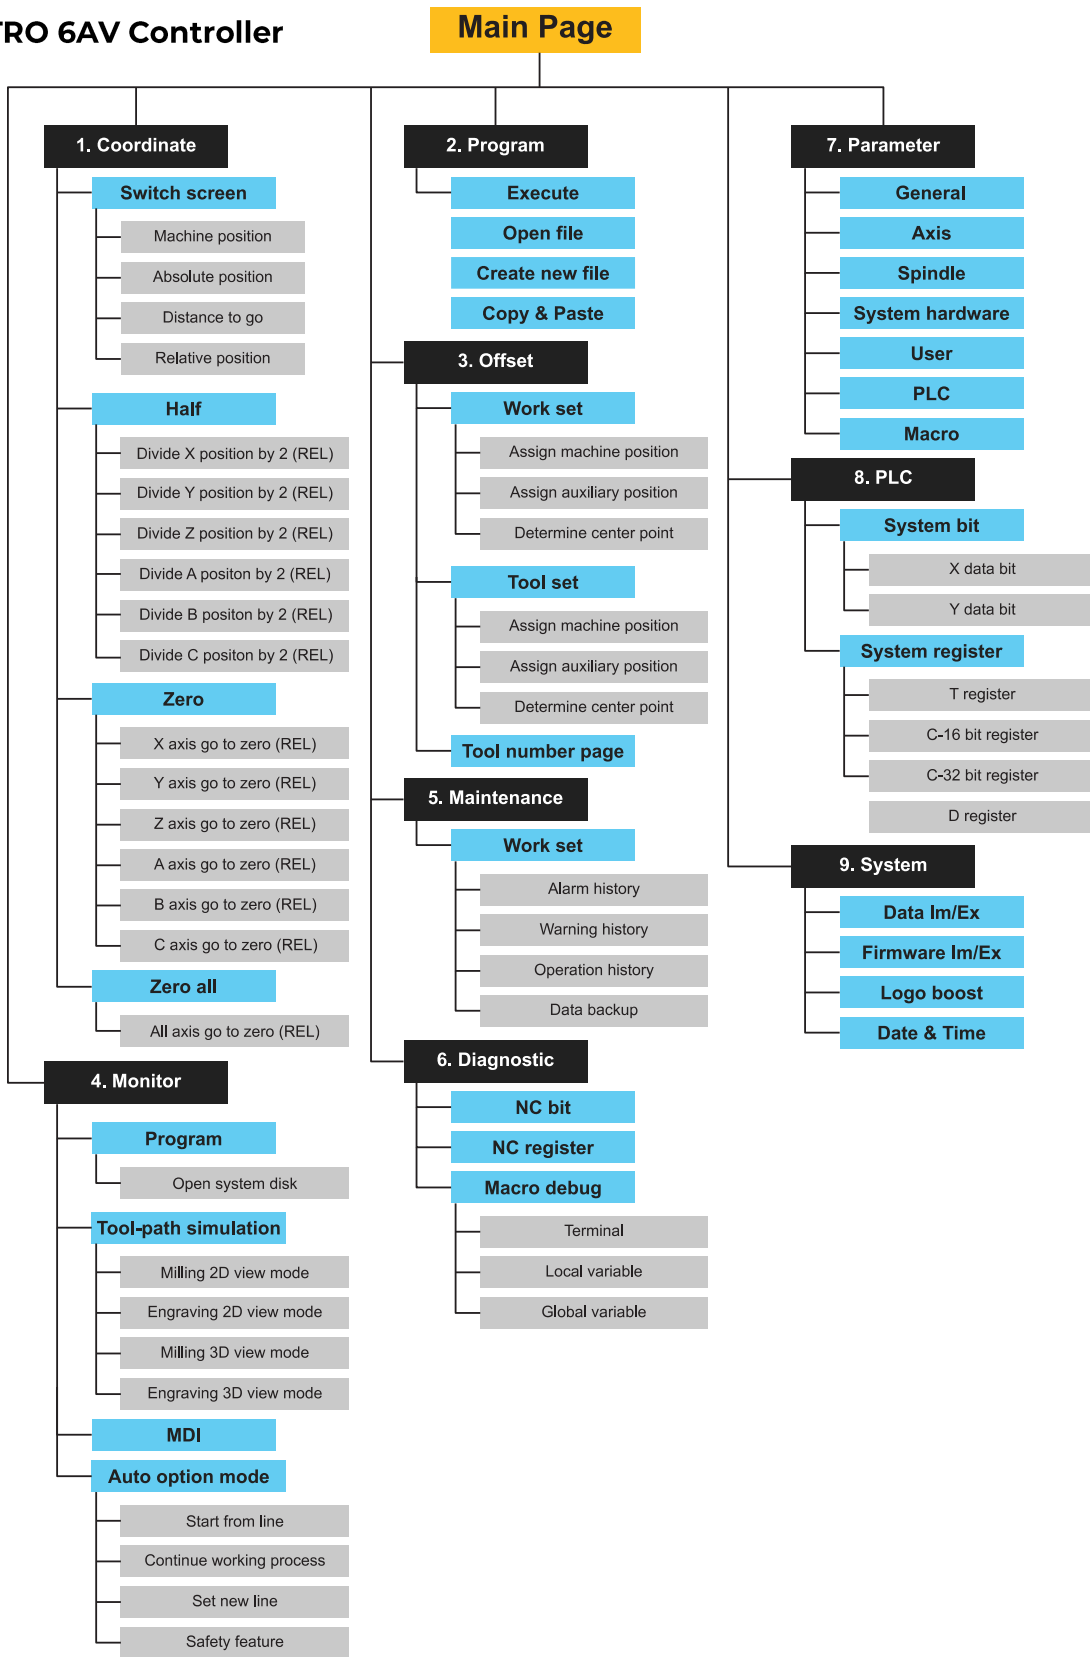 TRO 6AV Controller
Main Page
1. Coordinate
Switch screen
Machine position
Absolute position
Distance to go
Relative position
Half
Divide X position by 2 (REL)
Divide Y position by 2 (REL)
Divide Z position by 2 (REL)
Divide A positon by 2 (REL)
Divide B positon by 2 (REL)
Divide C positon by 2 (REL)
Zero
X axis go to zero (REL)
Y axis go to zero (REL)
Z axis go to zero (REL)
A axis go to zero (REL)
B axis go to zero (REL)
C axis go to zero (REL)
Zero all
All axis go to zero (REL)
4. Monitor
Program
Open system disk
Tool-path simulation
Milling 2D view mode
Engraving 2D view mode
Milling 3D view mode
Engraving 3D view mode
MDI
Auto option mode
Start from line
Continue working process
Set new line
Safety feature
2. Program
Execute
Open file
Create new file
Copy & Paste
3. Offset
Work set
Assign machine position
Assign auxiliary position
Determine center point
Tool set
Assign machine position
Assign auxiliary position
Determine center point
Tool number page
5. Maintenance
Work set
Alarm history
Warning history
Operation history
Data backup
6. Diagnostic
NC bit
NC register
Macro debug
Terminal
Local variable
Global variable
7. Parameter
General
Axis
Spindle
System hardware
User
PLC
Macro
8. PLC
System bit
X data bit
Y data bit
System register
T register
C-16 bit register
C-32 bit register
D register
9. System
Data Im/Ex
Firmware Im/Ex
Logo boost
Date & Time